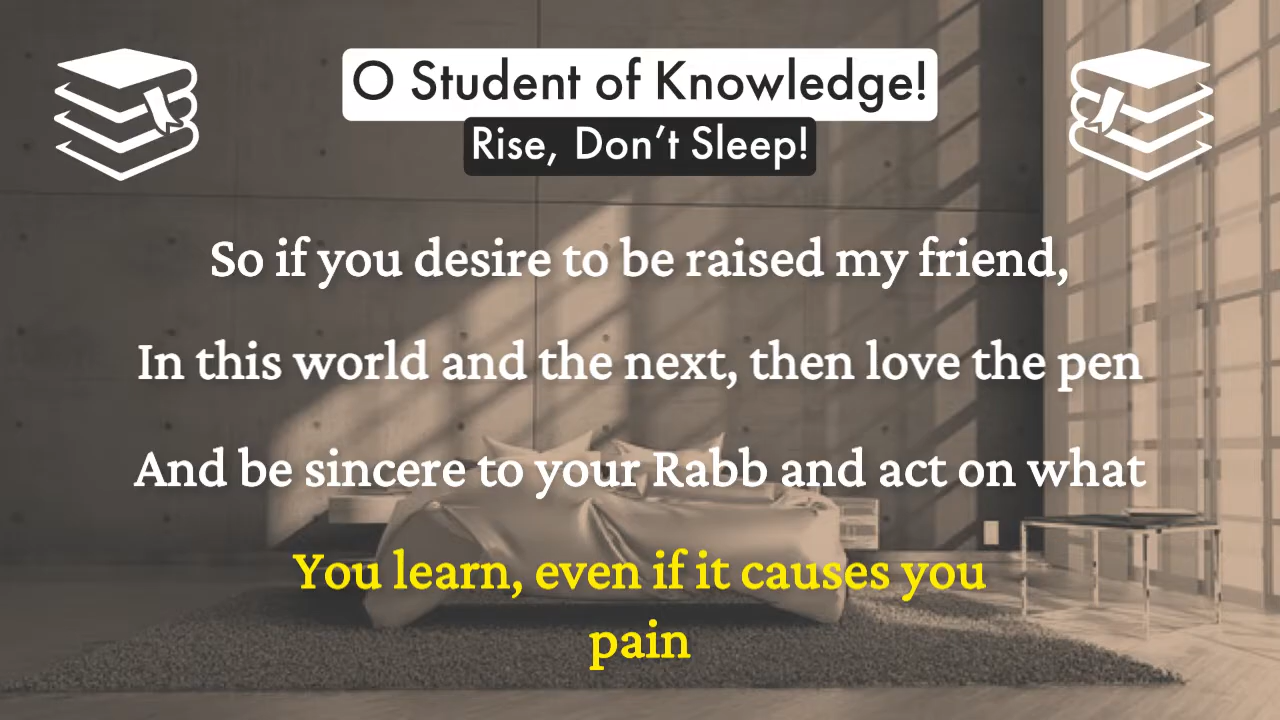 O Student of Knowledge!
Rise, Don't Sleep!
So if you desire to be raised my friend,
In this world and the next, then love the pen
And be sincere to your Rabb and act on what
You learn, even if it causes you
pain